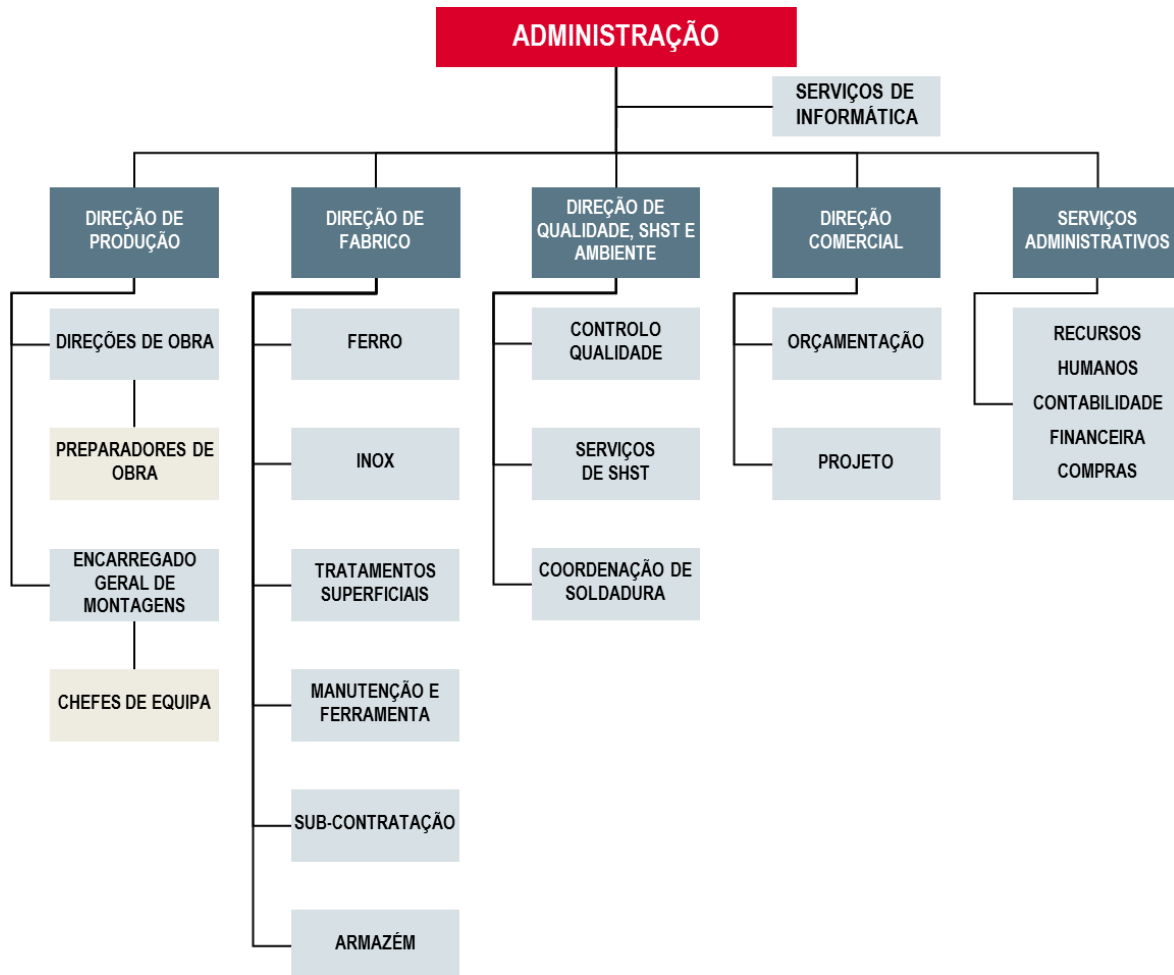 ADMINISTRAÇÃO
SERVIÇOS DE
INFORMÁTICA
DIREÇÃO DE
PRODUÇÃO
DIREÇÃO DE
FABRICO
DIREÇÃO DE
QUALIDADE, SHST E
AMBIENTE
DIREÇÃO
COMERCIAL
SERVIÇOS
ADMINISTRATIVOS
DIREÇÕES DE OBRA
PREPARADORES DE
OBRA
ENCARREGADO
GERAL DE
MONTAGENS
CHEFES DE EQUIPA
FERRO
INOX
TRATAMENTOS
SUPERFICIAIS
MANUTENÇÃO E
FERRAMENTA
SUB-CONTRATAÇÃO
ARMAZÉM
CONTROLO
QUALIDADE
SERVIÇOS
DE SHST
COORDENAÇÃO DE
SOLDADURA
ORÇAMENTAÇÃO
PROJETO
RECURSOS
HUMANOS
CONTABILIDADE
FINANCEIRA
COMPRAS